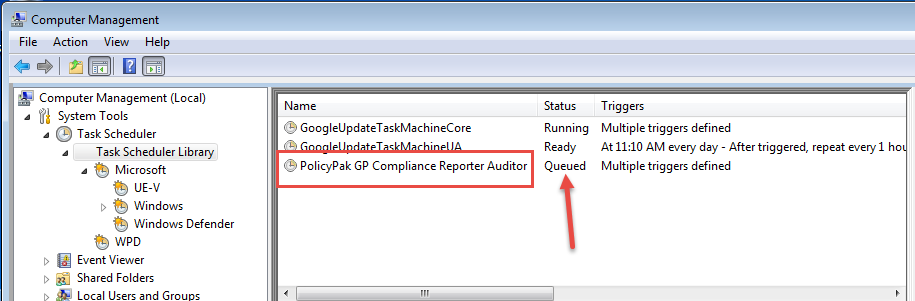 Computer Management
File Action View Help
Computer Management (Local)
System Tools
Task Scheduler
Task Scheduler Library
Microsoft
UE-V
Windows
Windows Defender
WPD
Event Viewer
Shared Folders
Local Users and Groups
Name Status Triggers
GoogleUpdateTaskMachineCore Running Multiple triggers defined
GoogleUpdateTaskMachineUA Ready At 11:10 AM every day - After triggered, repeat every 1 hou
PolicyPak GP Compliance Reporter Auditor Queued Multiple triggers defined